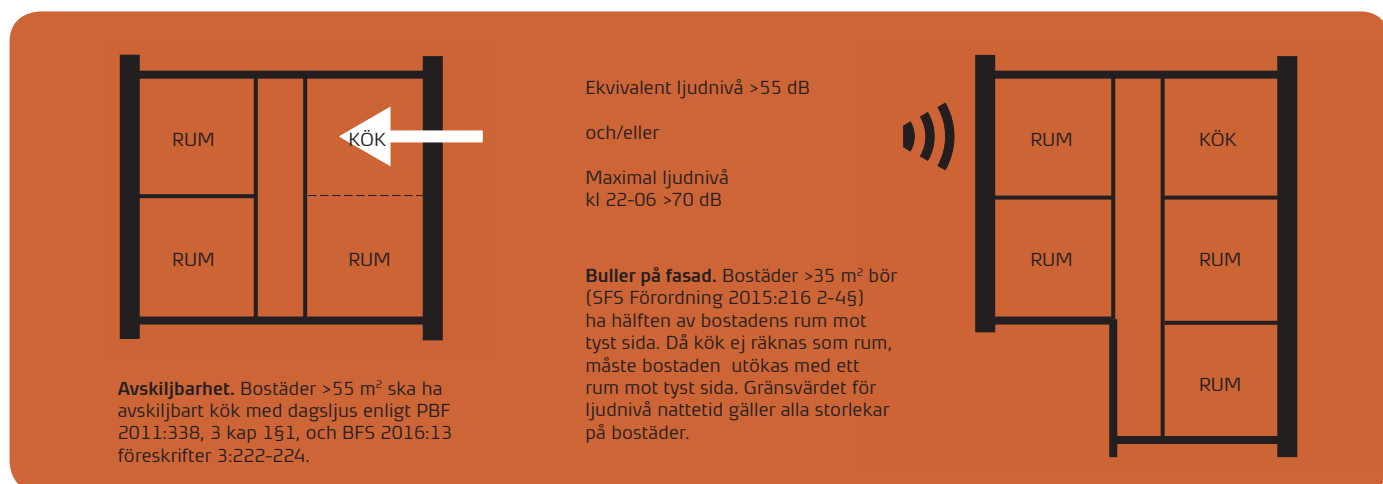 RUM
KÖK
RUM
RUM
Avskiljbarhet. Bostäder >55 m² ska ha
avskiljbart kök med dagsljus enligt PBF
2011:338, 3 kap 1§1, och BFS 2016:13
föreskrifter 3:222-224.
Ekvivalent ljudnivå >55 dB
och/eller
Maximal ljudnivå
kl 22-06 >70 dB
Buller på fasad. Bostäder >35 m² bör
(SFS Förordning 2015:216 2-4§)
ha hälften av bostadens rum mot
tyst sida. Då kök ej räknas som rum,
måste bostaden utökas med ett
rum mot tyst sida. Gränsvärdet för
ljudnivå nattetid gäller alla storlekar
på bostäder.
RUM
KÖK
RUM
RUM
RUM